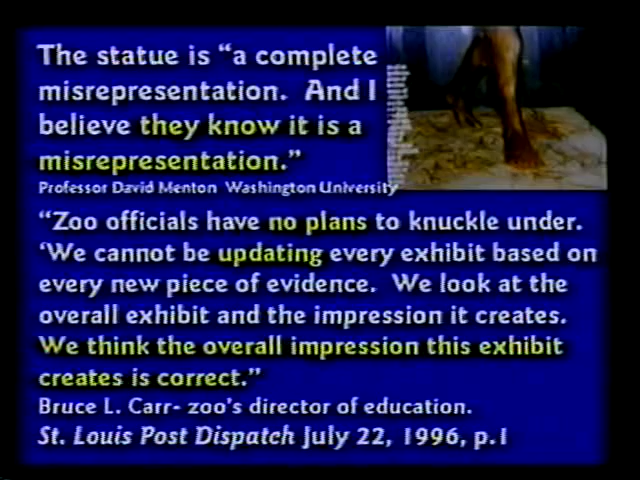 The statue is “a complete
misrepresentation. And I
believe they know it is a
misrepresentation.”
Professor David Menton Washington University
“Zoo officials have no plans to knuckle under.
‘We cannot be updating every exhibit based on
every new piece of evidence. We look at the
overall exhibit and the impression it creates.
We think the overall impression this exhibit
creates is correct.”
Bruce L. Carr- zoo's director of education.
St. Louis Post Dispatch July 22, 1996, p.1